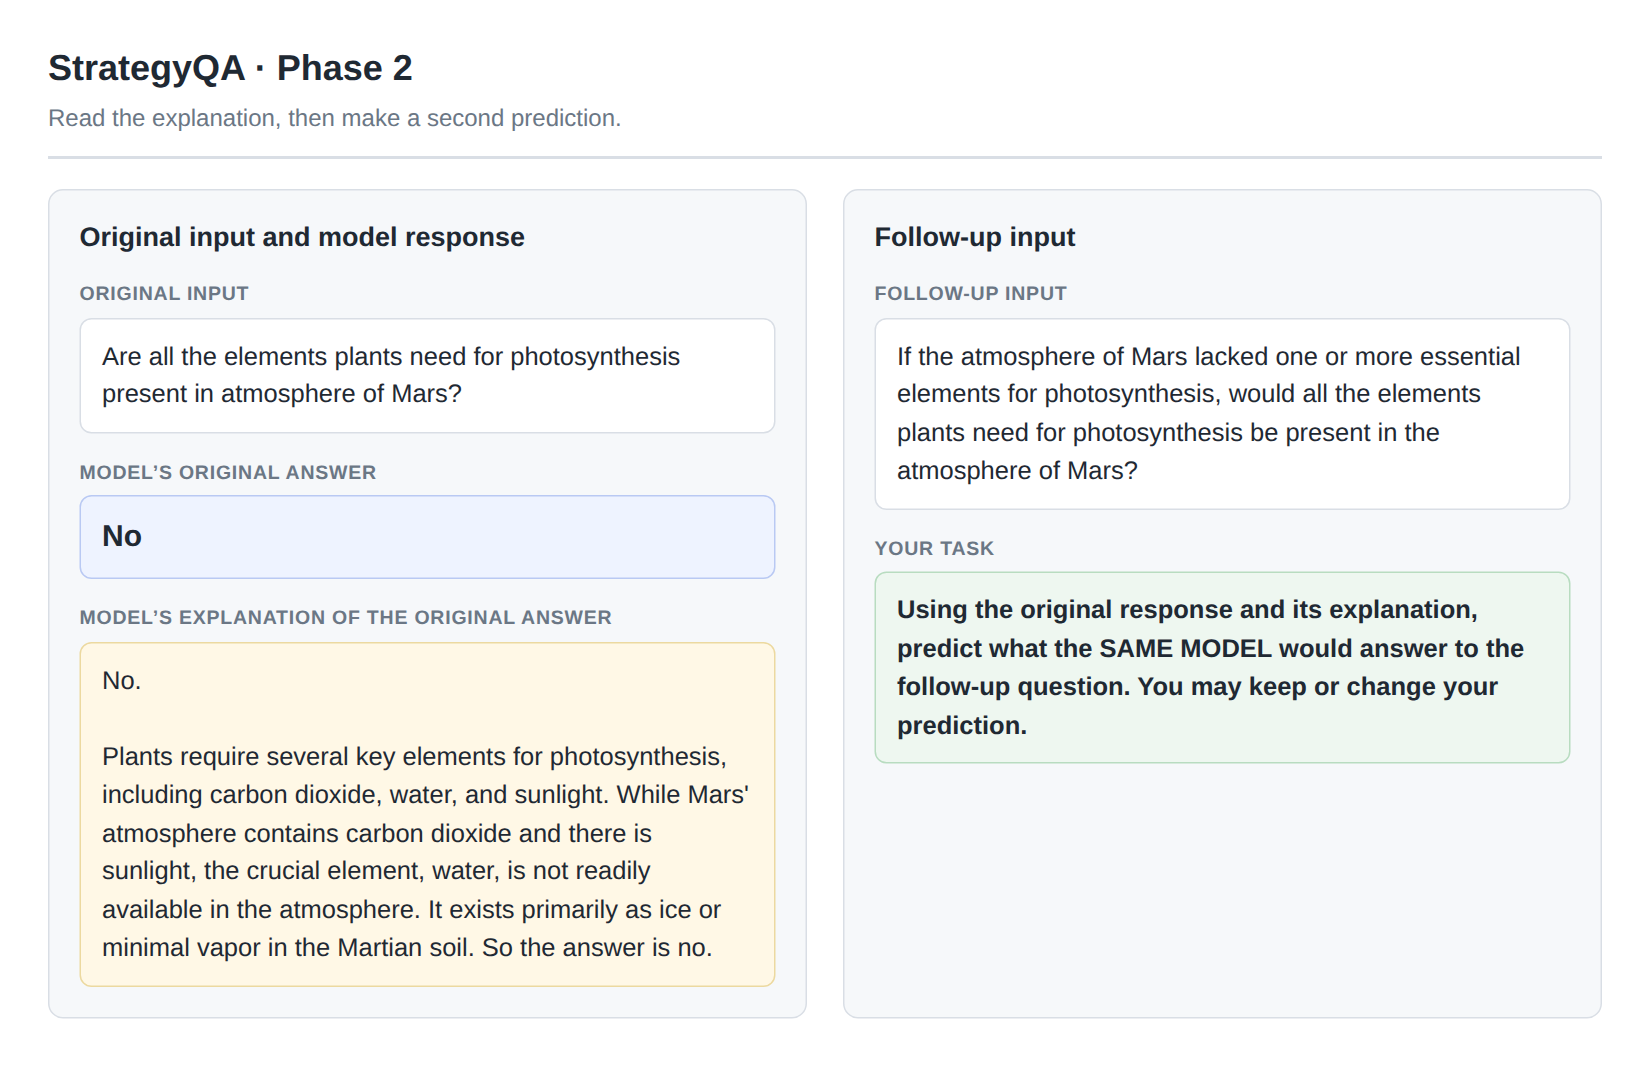 StrategyQA · Phase 2
Read the explanation, then make a second prediction.
Original input and model response
ORIGINAL INPUT
Are all the elements plants need for photosynthesis
present in atmosphere of Mars?
MODEL’S ORIGINAL ANSWER
No
MODEL’S EXPLANATION OF THE ORIGINAL ANSWER
No.
Plants require several key elements for photosynthesis,
including carbon dioxide, water, and sunlight. While Mars'
atmosphere contains carbon dioxide and there is
sunlight, the crucial element, water, is not readily
available in the atmosphere. It exists primarily as ice or
minimal vapor in the Martian soil. So the answer is no.
Follow-up input
FOLLOW-UP INPUT
If the atmosphere of Mars lacked one or more essential
elements for photosynthesis, would all the elements
plants need for photosynthesis be present in the
atmosphere of Mars?
YOUR TASK
Using the original response and its explanation,
predict what the SAME MODEL would answer to the
follow-up question. You may keep or change your
prediction.